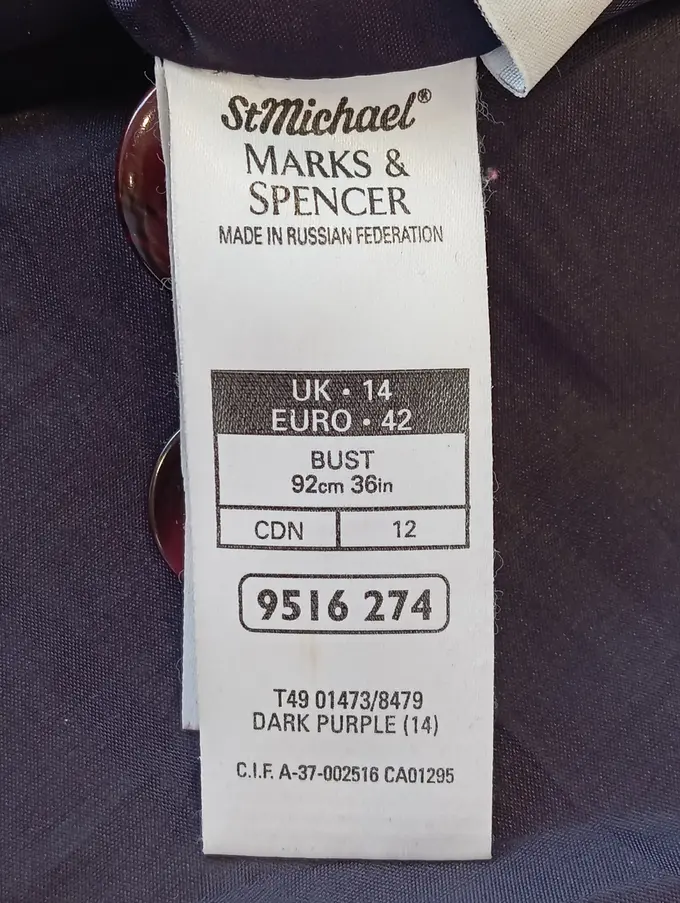 StMichael®
MARKS &
SPENCER
MADE IN RUSSIAN FEDERATION
UK • 14
EURO • 42
BUST
92cm 36in
CDN 12
9516 274
T49 01473/8479
DARK PURPLE (14)
C.I.F. A-37-002516 CA01295